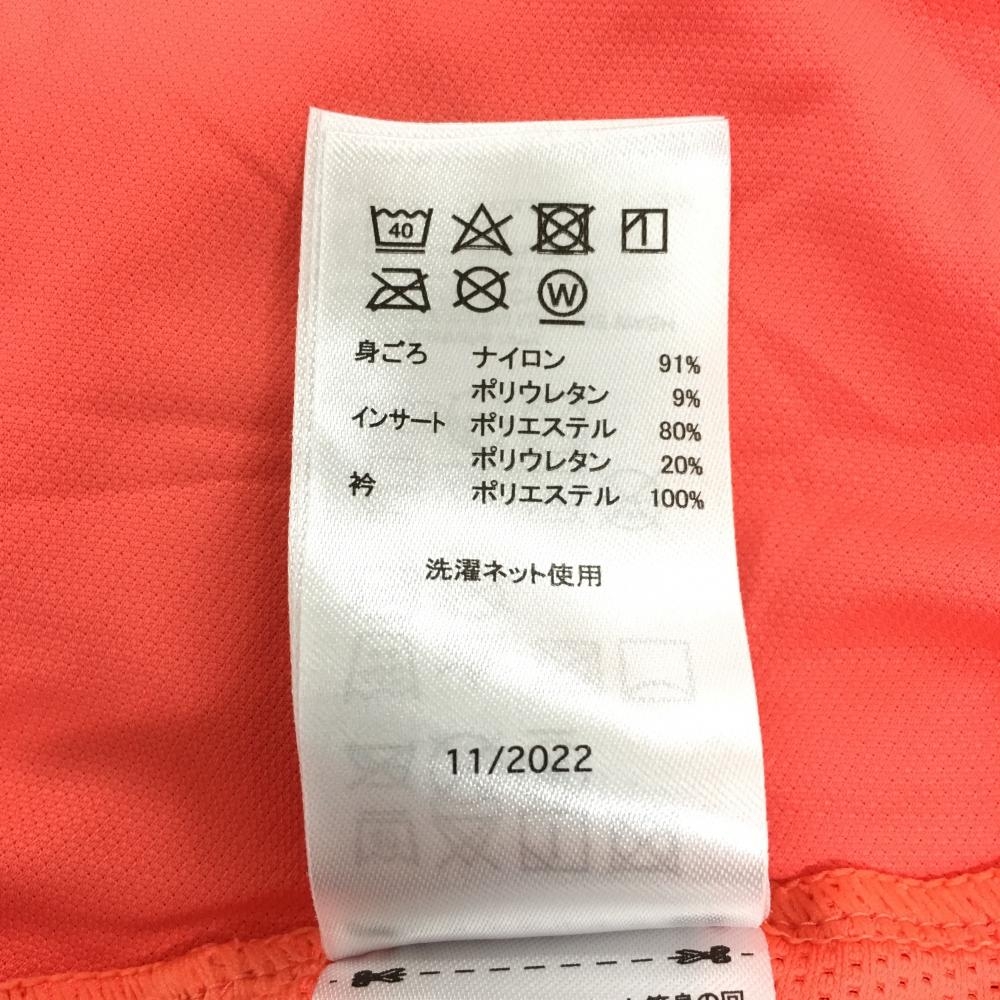 40
W
身ごろ ナイロン 91%
ポリウレタン 9%
インサート ポリエステル 80%
ポリウレタン 20%
衿 ポリエステル 100%
洗濯ネット使用
11/2022